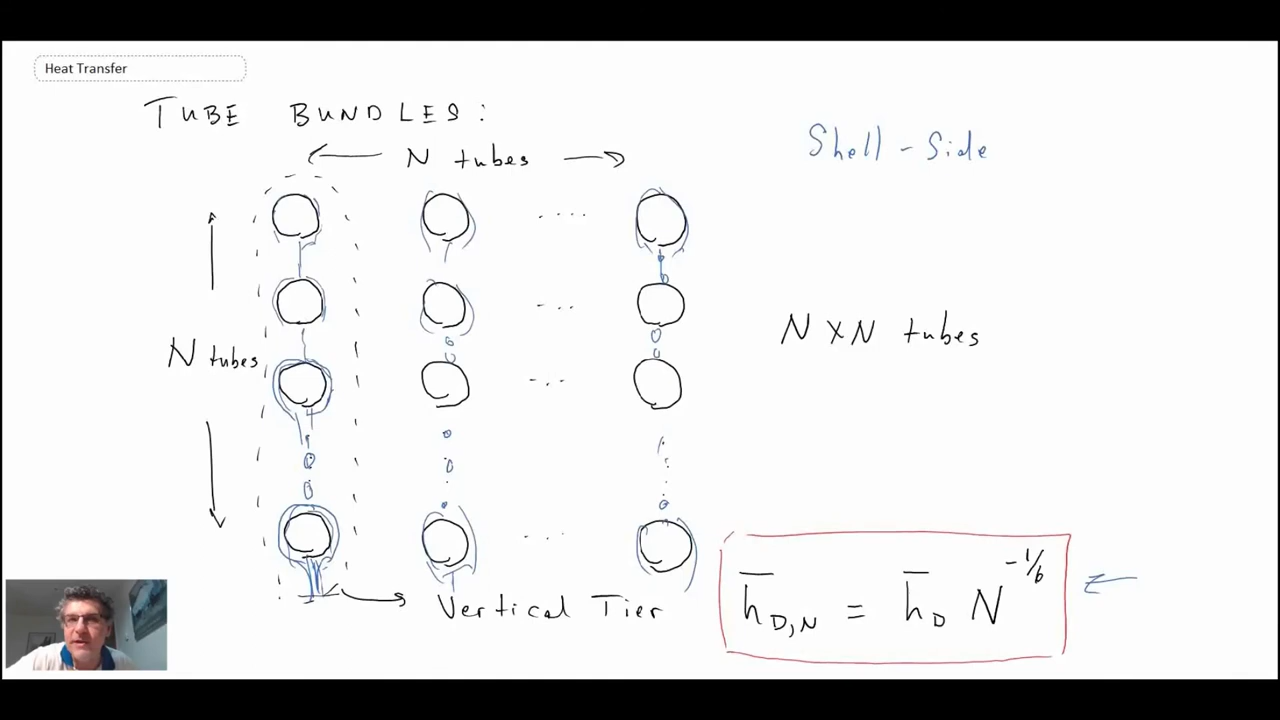 Heat Transfer
TUBE BUNDLES:
N tubes
Shell-Side
N tubes
N x N tubes
Vertical Tier
h̅D,N = h̅D N^-1/6